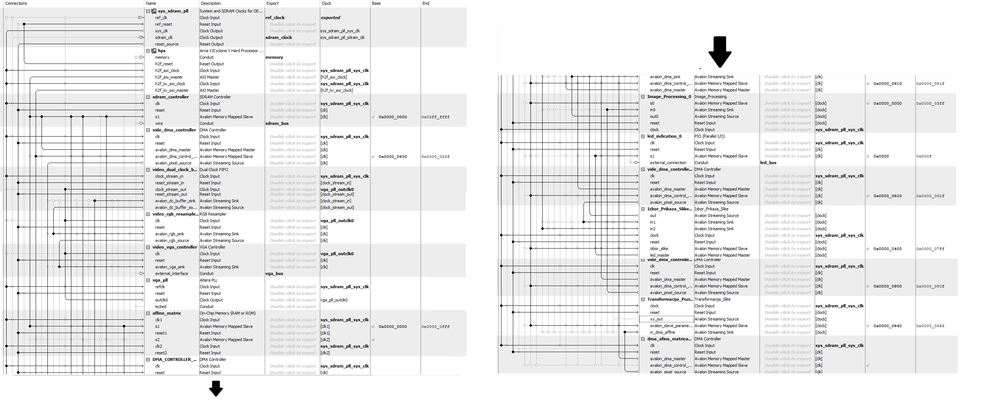 Connections Name Description Export Clock Base End
sys_sdram_pll System and SDRAM Clocks for DE...
ref_clk Clock Input ref_clock exported
ref_reset Reset Input Double-click to export
sys_clk Clock Output Double-click to export sys_sdram_pll_sys_clk
sdram_clk Clock Output sdram_clock sys_sdram_pll_sdram_clk
reset_source Reset Output Double-click to export
hps Arria V/Cyclone V Hard Processor ...
memory Conduit memory
h2f_reset Reset Output Double-click to export
h2f_axi_clock Clock Input Double-click to export sys_sdram_pll_sys_clk
h2f_axi_master AXI Master Double-click to export [h2f_axi_clock]
h2f_lw_axi_clock Clock Input Double-click to export sys_sdram_pll_sys_clk
h2f_lw_axi_master AXI Master Double-click to export [h2f_lw_axi_clock]
sdram_controller SDRAM Controller
clk Clock Input Double-click to export sys_sdram_pll_sys_clk
reset Reset Input Double-click to export [clk]
s1 Avalon Memory Mapped Slave Double-click to export [clk] 0x0000_0000 0x03ff_ffff
wire Conduit sdram_bus
vide_dma_controller DMA Controller
clk Clock Input Double-click to export sys_sdram_pll_sys_clk
reset Reset Input Double-click to export [clk]
avalon_dma_master Avalon Memory Mapped Master Double-click to export [clk]
avalon_dma_control_... Avalon Memory Mapped Slave Double-click to export [clk] 0x0000_0830 0x0000_083f
avalon_pixel_source Avalon Streaming Source Double-click to export [clk]
video_dual_clock_b... Dual-Clock FIFO
clock_stream_in Clock Input Double-click to export sys_sdram_pll_sys_clk
reset_stream_in Reset Input Double-click to export [clock_stream_in]
clock_stream_out Clock Input Double-click to export vga_pll_outclk0
reset_stream_out Reset Input Double-click to export [clock_stream_out]
avalon_dc_buffer_sink Avalon Streaming Sink Double-click to export [clock_stream_in]
avalon_dc_buffer_so... Avalon Streaming Source Double-click to export [clock_stream_out]
video_rgb_resample... RGB Resampler
clk Clock Input Double-click to export vga_pll_outclk0
reset Reset Input Double-click to export [clk]
avalon_rgb_sink Avalon Streaming Sink Double-click to export [clk]
avalon_rgb_source Avalon Streaming Source Double-click to export [clk]
video_vga_controller VGA Controller
clk Clock Input Double-click to export vga_pll_outclk0
reset Reset Input Double-click to export [clk]
avalon_vga_sink Avalon Streaming Sink Double-click to export [clk]
external_interface Conduit vga_bus
vga_pll Altera PLL
refclk Clock Input Double-click to export sys_sdram_pll_sys_clk
reset Reset Input Double-click to export
outclk0 Clock Output Double-click to export vga_pll_outclk0
locked Conduit Double-click to export
affine_matrix On-Chip Memory (RAM or ROM)
clk1 Clock Input Double-click to export sys_sdram_pll_sys_clk
s1 Avalon Memory Mapped Slave Double-click to export [clk1] 0x0000_0000 0x0000_0fff
reset1 Reset Input Double-click to export [clk1]
s2 Avalon Memory Mapped Slave Double-click to export [clk2]
clk2 Clock Input Double-click to export sys_sdram_pll_sys_clk
reset2 Reset Input Double-click to export [clk2]
DMA_CONTROLLER_... DMA Controller
clk Clock Input Double-click to export sys_sdram_pll_sys_clk
reset Reset Input Double-click to export [clk]
avalon_dma_sink Avalon Streaming Sink Double-click to export [clk]
avalon_dma_control_... Avalon Memory Mapped Slave Double-click to export [clk] 0x0000_0810 0x0000_081f
avalon_dma_master Avalon Memory Mapped Master Double-click to export [clk]
Image_Processing_0 Image_Processing
s0 Avalon Memory Mapped Slave Double-click to export [clock] 0x0000_0000 0x0000_03ff
in0 Avalon Streaming Sink Double-click to export [clock]
out0 Avalon Streaming Source Double-click to export [clock]
reset Reset Input Double-click to export [clock]
clock Clock Input Double-click to export sys_sdram_pll_sys_clk
led_indication_0 PIO (Parallel I/O)
clk Clock Input Double-click to export sys_sdram_pll_sys_clk
reset Reset Input Double-click to export [clk]
s1 Avalon Memory Mapped Slave Double-click to export [clk] 0x0000 0x000f
external_connection Conduit led_bus
vide_dma_controlle... DMA Controller
clk Clock Input Double-click to export sys_sdram_pll_sys_clk
reset Reset Input Double-click to export [clk]
avalon_dma_master Avalon Memory Mapped Master Double-click to export [clk]
avalon_dma_control_... Avalon Memory Mapped Slave Double-click to export [clk] 0x0000_0820 0x0000_082f
avalon_pixel_source Avalon Streaming Source Double-click to export [clk]
Izbor_Prikaza_Slike... Izbor_Prikaza_Slike
out Avalon Streaming Source Double-click to export [clock]
in1 Avalon Streaming Sink Double-click to export [clock]
in2 Avalon Streaming Sink Double-click to export [clock]
clock Clock Input Double-click to export sys_sdram_pll_sys_clk
reset Reset Input Double-click to export [clock]
izbor_slike Avalon Memory Mapped Slave Double-click to export [clock] 0x0000_0400 0x0000_07ff
led_master Avalon Memory Mapped Master Double-click to export [clock]
vide_dma_controlle... DMA Controller
clk Clock Input Double-click to export sys_sdram_pll_sys_clk
reset Reset Input Double-click to export [clk]
avalon_dma_master Avalon Memory Mapped Master Double-click to export [clk]
avalon_dma_control_... Avalon Memory Mapped Slave Double-click to export [clk] 0x0000_0800 0x0000_080f
avalon_pixel_source Avalon Streaming Source Double-click to export [clk]
Transformacija_Pozi... Transformacija_Slike
clock Clock Input Double-click to export sys_sdram_pll_sys_clk
reset Reset Input Double-click to export [clock]
xy_out Avalon Streaming Source Double-click to export [clock]
avalon_slave_parame... Avalon Memory Mapped Slave Double-click to export [clock] 0x0000_0840 0x0000_0843
in_dma_affine Avalon Streaming Sink Double-click to export [clock]
dma_afina_matrica... DMA Controller
clk Clock Input Double-click to export sys_sdram_pll_sys_clk
reset Reset Input Double-click to export [clk]
avalon_dma_master Avalon Memory Mapped Master Double-click to export [clk]
avalon_dma_control_... Avalon Memory Mapped Slave Double-click to export [clk]
avalon_pixel_source Avalon Streaming Source Double-click to export [clk]